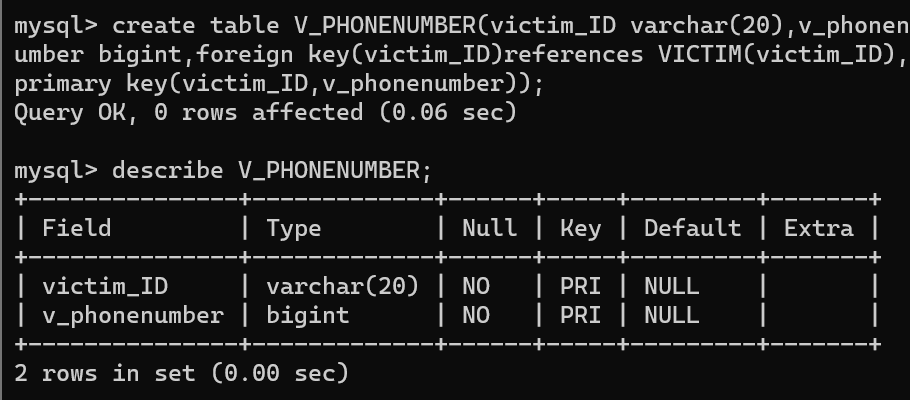 mysql> create table V_PHONENUMBER(victim_ID varchar(20),v_phonen
umber bigint,foreign key(victim_ID)references VICTIM(victim_ID),
primary key(victim_ID,v_phonenumber));
Query OK, 0 rows affected (0.06 sec)

mysql> describe V_PHONENUMBER;
+---------------+-------------+------+-----+---------+-------+
| Field         | Type        | Null | Key | Default | Extra |
+---------------+-------------+------+-----+---------+-------+
| victim_ID     | varchar(20) | NO   | PRI | NULL    |       |
| v_phonenumber | bigint      | NO   | PRI | NULL    |       |
+---------------+-------------+------+-----+---------+-------+
2 rows in set (0.00 sec)